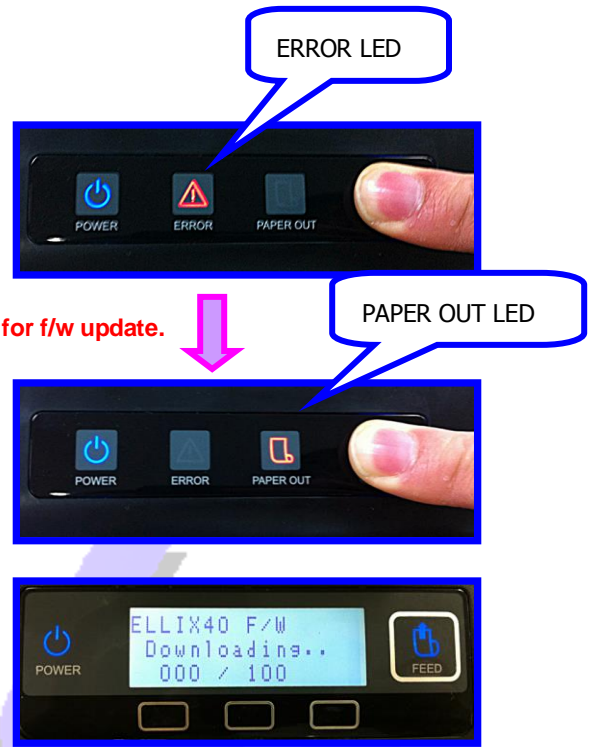 ERROR LED
POWER
ERROR
PAPER OUT
for f/w update.
PAPER OUT LED
POWER
ERROR
PAPER OUT
ELLIX40 F/W
Downloading..
000 / 100
POWER
FEED